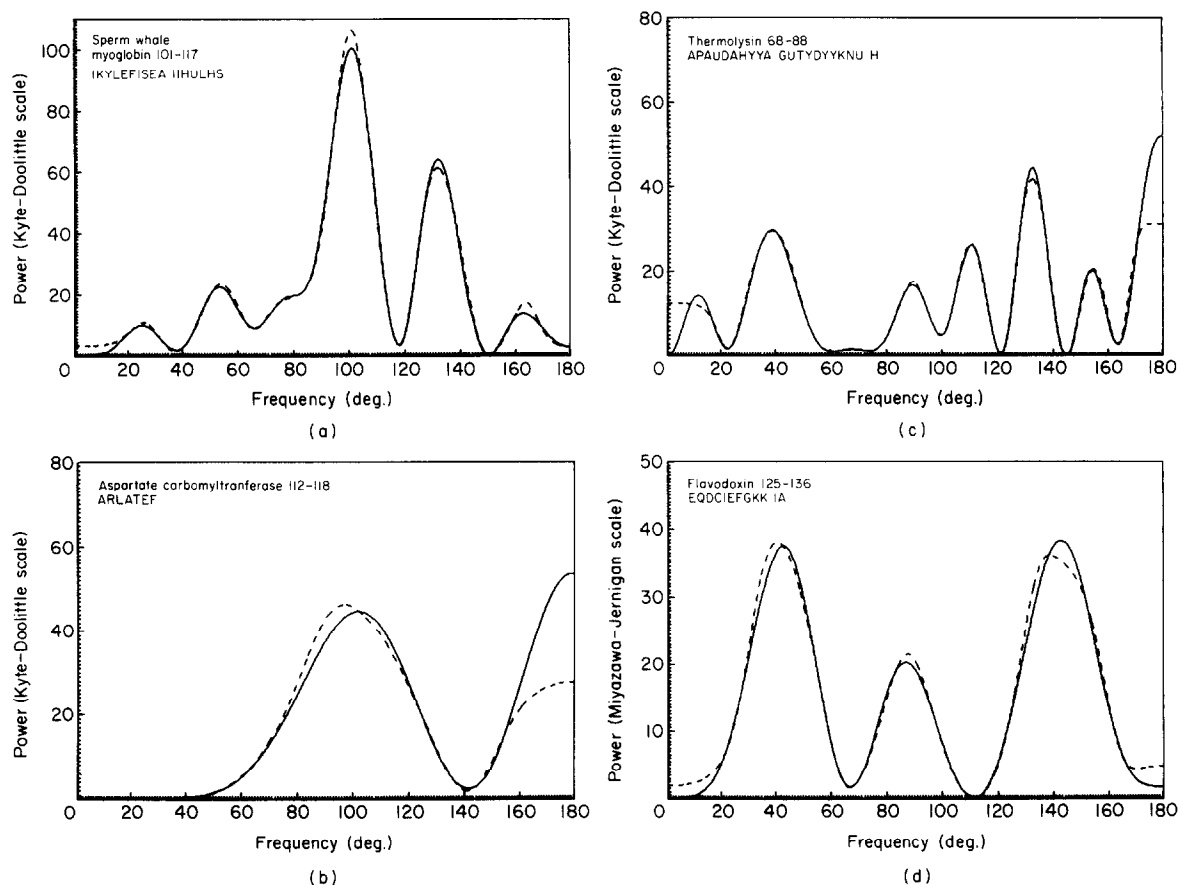 100
80
60
40
20
Power (Kyte-Doolittle scale)
Sperm whale
myoglobin 101-117
IKYLEFISEA IIHULHS
0 20 40 60 80 100 120 140 160 180
Frequency (deg.)
(a)
80
60
40
20
Power (Kyte-Doolittle scale)
Aspartate carbomyltranferase 112-118
ARLATEF
0 20 40 60 80 100 120 140 160 180
Frequency (deg.)
(b)
80
60
40
20
Power (Kyte-Doolittle scale)
Thermolysin 68-88
APAUDAHYYA GUTYDYYKNU H
0 20 40 60 80 100 120 140 160 180
Frequency (deg.)
(c)
50
40
30
20
10
Power (Miyazawa-Jernigan scale)
Flavodoxin 125-136
EQDCIEFGKK IA
0 20 40 60 80 100 120 140 160 180
Frequency (deg.)
(d)